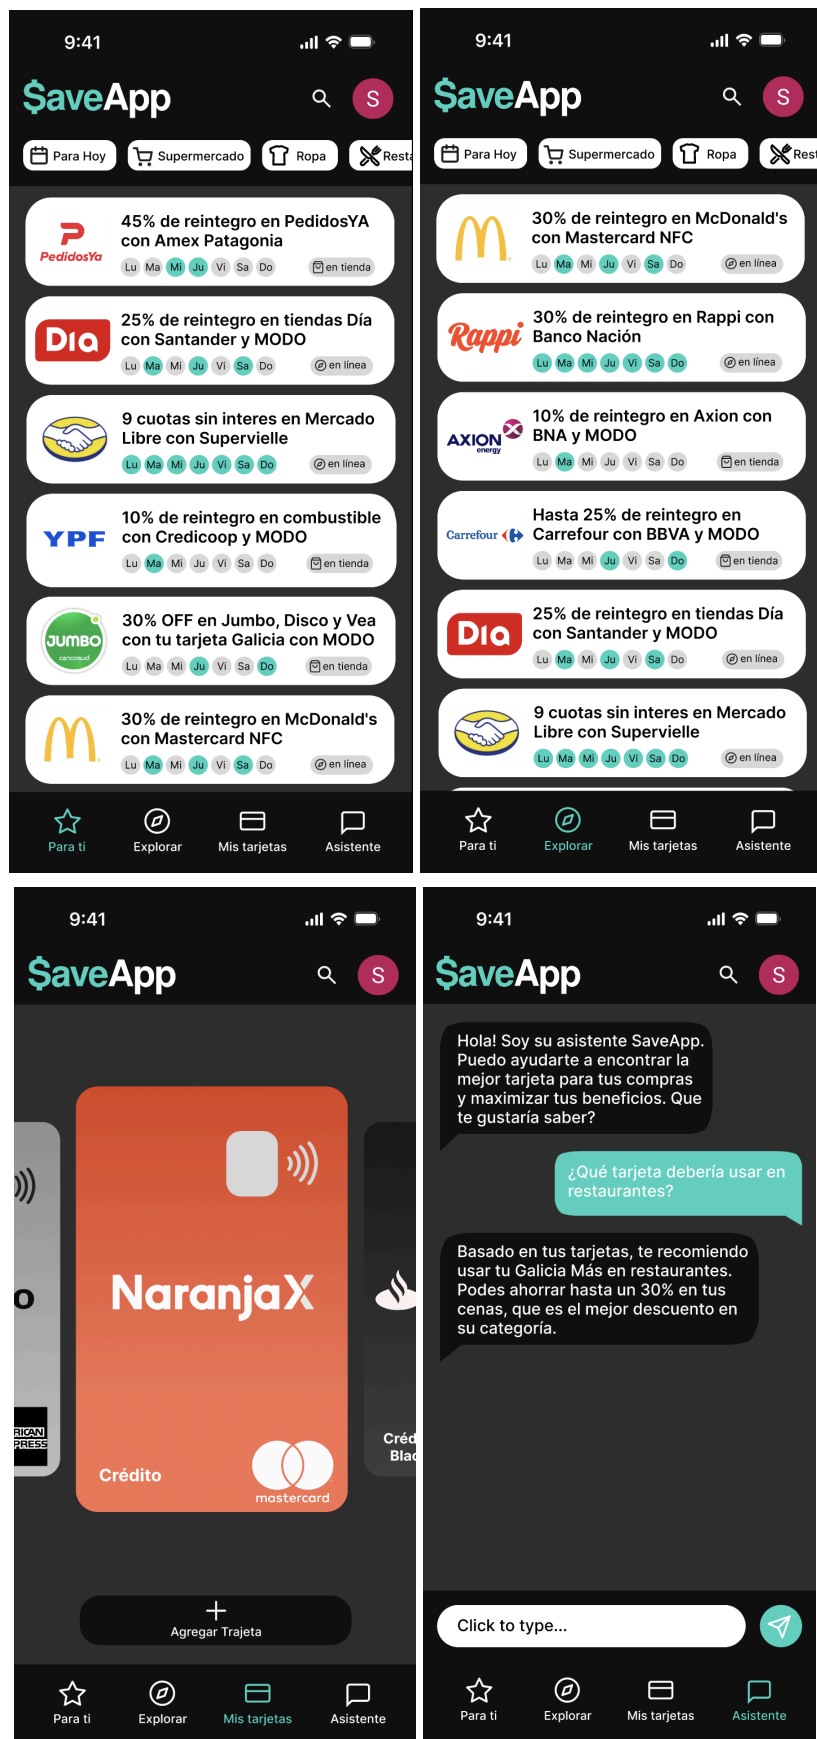 9:41
$aveApp
S
Para Hoy
Supermercado
Ropa
Resta
PedidosYa
45% de reintegro en PedidosYA
con Amex Patagonia
Lu Ma Mi Ju Vi Sa Do
en tienda
Dia
25% de reintegro en tiendas Día
con Santander y MODO
Lu Ma Mi Ju Vi Sa Do
en línea
9 cuotas sin interes en Mercado
Libre con Supervielle
Lu Ma Mi Ju Vi Sa Do
en línea
YPF
10% de reintegro en combustible
con Credicoop y MODO
Lu Ma Mi Ju Vi Sa Do
en tienda
JUMBO
cencosud
30% OFF en Jumbo, Disco y Vea
con tu tarjeta Galicia con MODO
Lu Ma Mi Ju Vi Sa Do
en tienda
30% de reintegro en McDonald's
con Mastercard NFC
Lu Ma Mi Ju Vi Sa Do
en línea
Para ti
Explorar
Mis tarjetas
Asistente
9:41
$aveApp
S
Para Hoy
Supermercado
Ropa
Rest
30% de reintegro en McDonald's
con Mastercard NFC
Lu Ma Mi Ju Vi Sa Do
en línea
Rappi
30% de reintegro en Rappi con
Banco Nación
Lu Ma Mi Ju Vi Sa Do
en línea
AXION
energy
10% de reintegro en Axion con
BNA y MODO
Lu Ma Mi Ju Vi Sa Do
en tienda
Carrefour
Hasta 25% de reintegro en
Carrefour con BBVA y MODO
Lu Ma Mi Ju Vi Sa Do
en tienda
Dia
25% de reintegro en tiendas Día
con Santander y MODO
Lu Ma Mi Ju Vi Sa Do
en línea
9 cuotas sin interes en Mercado
Libre con Supervielle
Lu Ma Mi Ju Vi Sa Do
en línea
Para ti
Explorar
Mis tarjetas
Asistente
9:41
$aveApp
S
o
RICAN
PRESS
NaranjaX
Crédito
mastercard
Créd
Blac
Agregar Trajeta
Para ti
Explorar
Mis tarjetas
Asistente
9:41
$aveApp
S
Hola! Soy su asistente SaveApp.
Puedo ayudarte a encontrar la
mejor tarjeta para tus compras
y maximizar tus beneficios. Que
te gustaría saber?
¿Qué tarjeta debería usar en
restaurantes?
Basado en tus tarjetas, te recomiendo
usar tu Galicia Más en restaurantes.
Podes ahorrar hasta un 30% en tus
cenas, que es el mejor descuento en
su categoría.
Click to type...
Para ti
Explorar
Mis tarjetas
Asistente